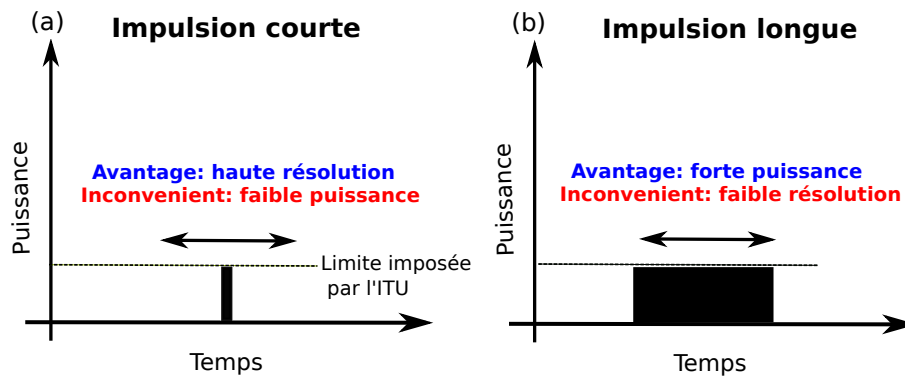 (a)
Impulsion courte
Puissance
Avantage: haute résolution
Inconvenient: faible puissance
Limite imposée
par l'ITU
Temps
(b)
Impulsion longue
Puissance
Avantage: forte puissance
Inconvenient: faible résolution
Temps